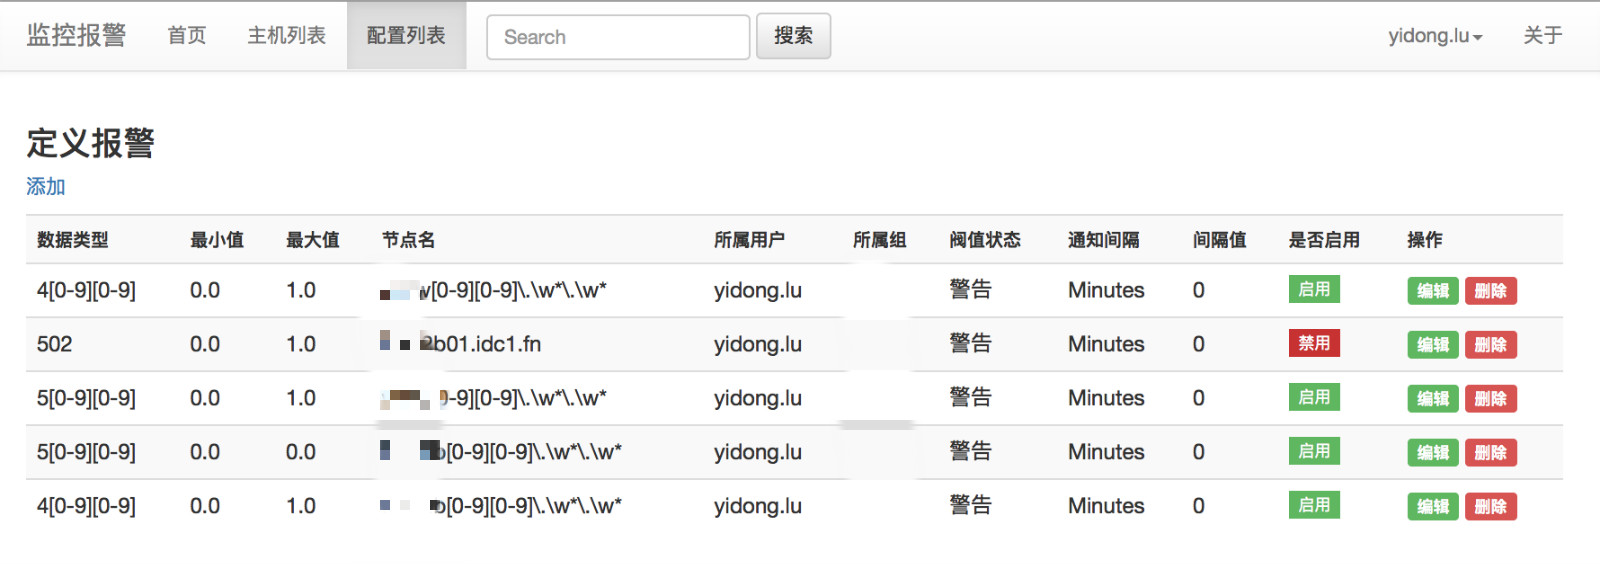 监控报警 首页 主机列表 配置列表 Search 搜索 yidong.lu 关于
定义报警
添加
数据类型 最小值 最大值 节点名 所属用户 所属组 阀值状态 通知间隔 间隔值 是否启用 操作
4[0-9][0-9] 0.0 1.0 [0-9][0-9]\.\w*\.\w* yidong.lu 警告 Minutes 0 启用 编辑 删除
502 0.0 1.0 b01.idc1.fn yidong.lu 警告 Minutes 0 禁用 编辑 删除
5[0-9][0-9] 0.0 1.0 -9][0-9]\.\w*\.\w* yidong.lu 警告 Minutes 0 启用 编辑 删除
5[0-9][0-9] 0.0 0.0 [0-9][0-9]\.\w*\.\w* yidong.lu 警告 Minutes 0 启用 编辑 删除
4[0-9][0-9] 0.0 1.0 [0-9][0-9]\.\w*\.\w* yidong.lu 警告 Minutes 0 启用 编辑 删除